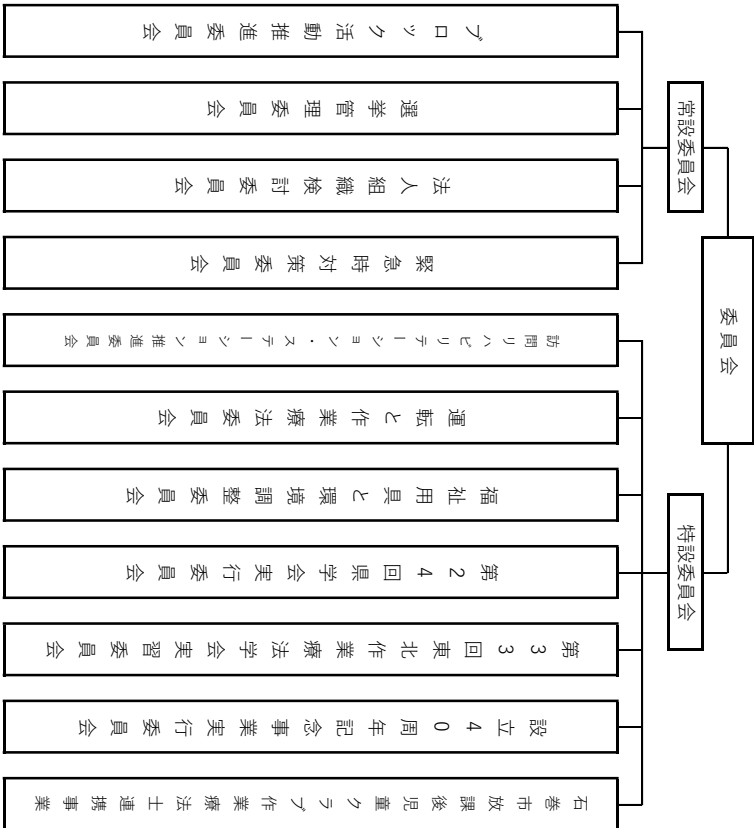 委員会
常設委員会
ブロック活動推進委員会
選挙管理委員会
法人組織検討委員会
緊急時対策委員会
特設委員会
訪問リハビリテーション・ステーション推進委員会
運転と作業療法委員会
福祉用具と環境調整委員会
第24回県学会実行委員会
第33回東北作業療法学会実習委員会
設立40周年記念事業実行委員会
石巻市放課後児童クラブ作業療法士連携事業